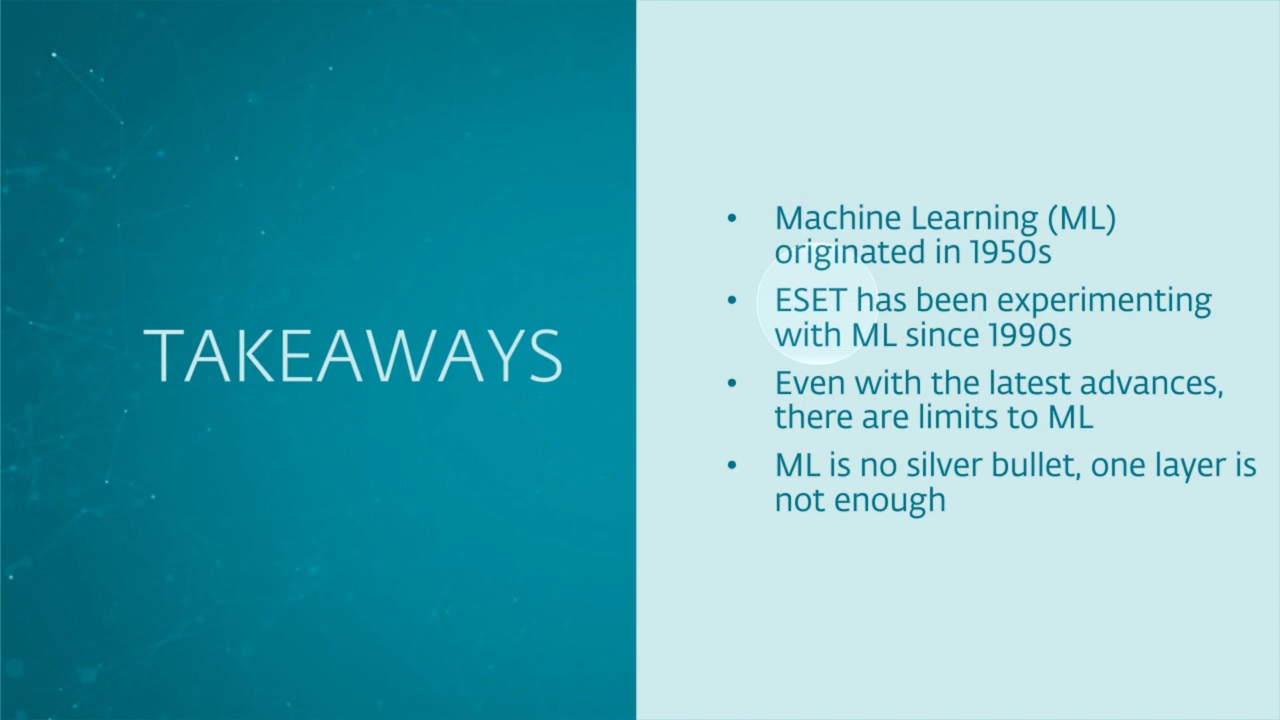 TAKEAWAYS
• Machine Learning (ML)
originated in 1950s
• ESET has been experimenting
with ML since 1990s
• Even with the latest advances,
there are limits to ML
• ML is no silver bullet, one layer is
not enough